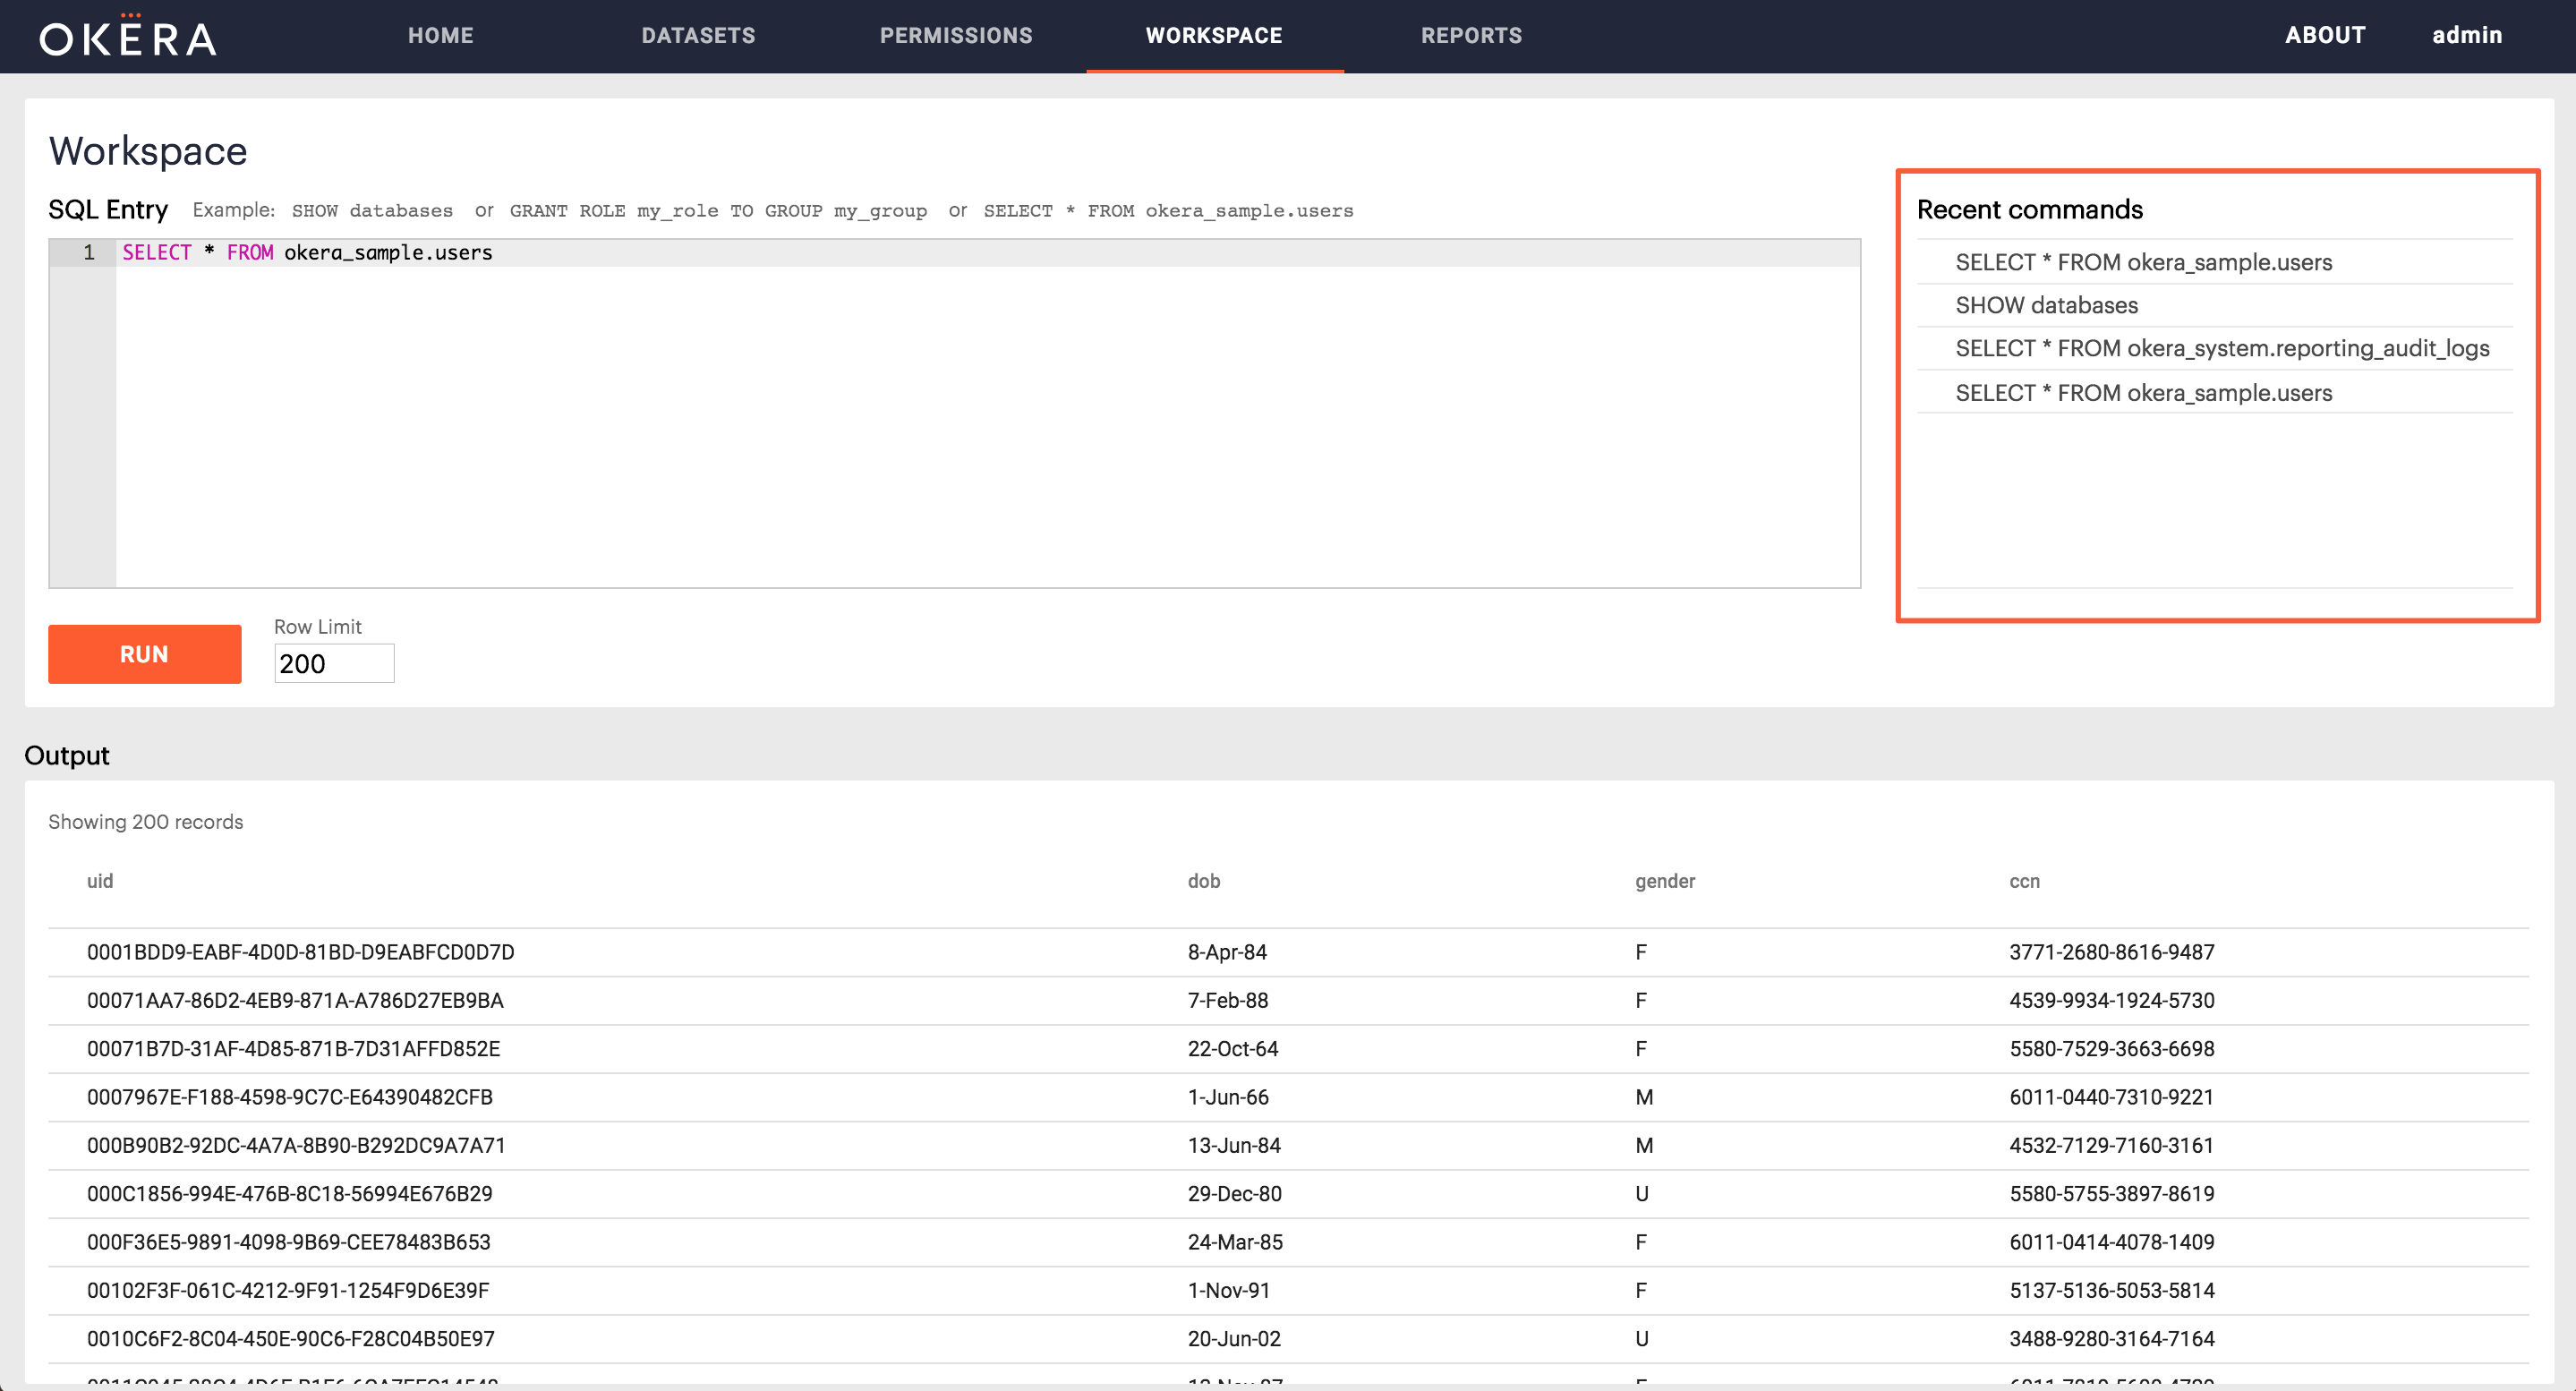 OKERA HOME DATASETS PERMISSIONS WORKSPACE REPORTS ABOUT admin
Workspace
SQL Entry Example: SHOW databases or GRANT ROLE my_role TO GROUP my_group or SELECT * FROM okera_sample.users
1 SELECT * FROM okera_sample.users
RUN
Row Limit
200
Recent commands
SELECT * FROM okera_sample.users
SHOW databases
SELECT * FROM okera_system.reporting_audit_logs
SELECT * FROM okera_sample.users
Output
Showing 200 records
uid dob gender ccn
0001BDD9-EABF-4D0D-81BD-D9EABFCD0D7D 8-Apr-84 F 3771-2680-8616-9487
00071AA7-86D2-4EB9-871A-A786D27EB9BA 7-Feb-88 F 4539-9934-1924-5730
00071B7D-31AF-4D85-871B-7D31AFFD852E 22-Oct-64 F 5580-7529-3663-6698
0007967E-F188-4598-9C7C-E64390482CFB 1-Jun-66 M 6011-0440-7310-9221
000B90B2-92DC-4A7A-8B90-B292DC9A7A71 13-Jun-84 M 4532-7129-7160-3161
000C1856-994E-476B-8C18-56994E676B29 29-Dec-80 U 5580-5755-3897-8619
000F36E5-9891-4098-9B69-CEE78483B653 24-Mar-85 F 6011-0414-4078-1409
00102F3F-061C-4212-9F91-1254F9D6E39F 1-Nov-91 F 5137-5136-5053-5814
0010C6F2-8C04-450E-90C6-F28C04B50E97 20-Jun-02 U 3488-9280-3164-7164